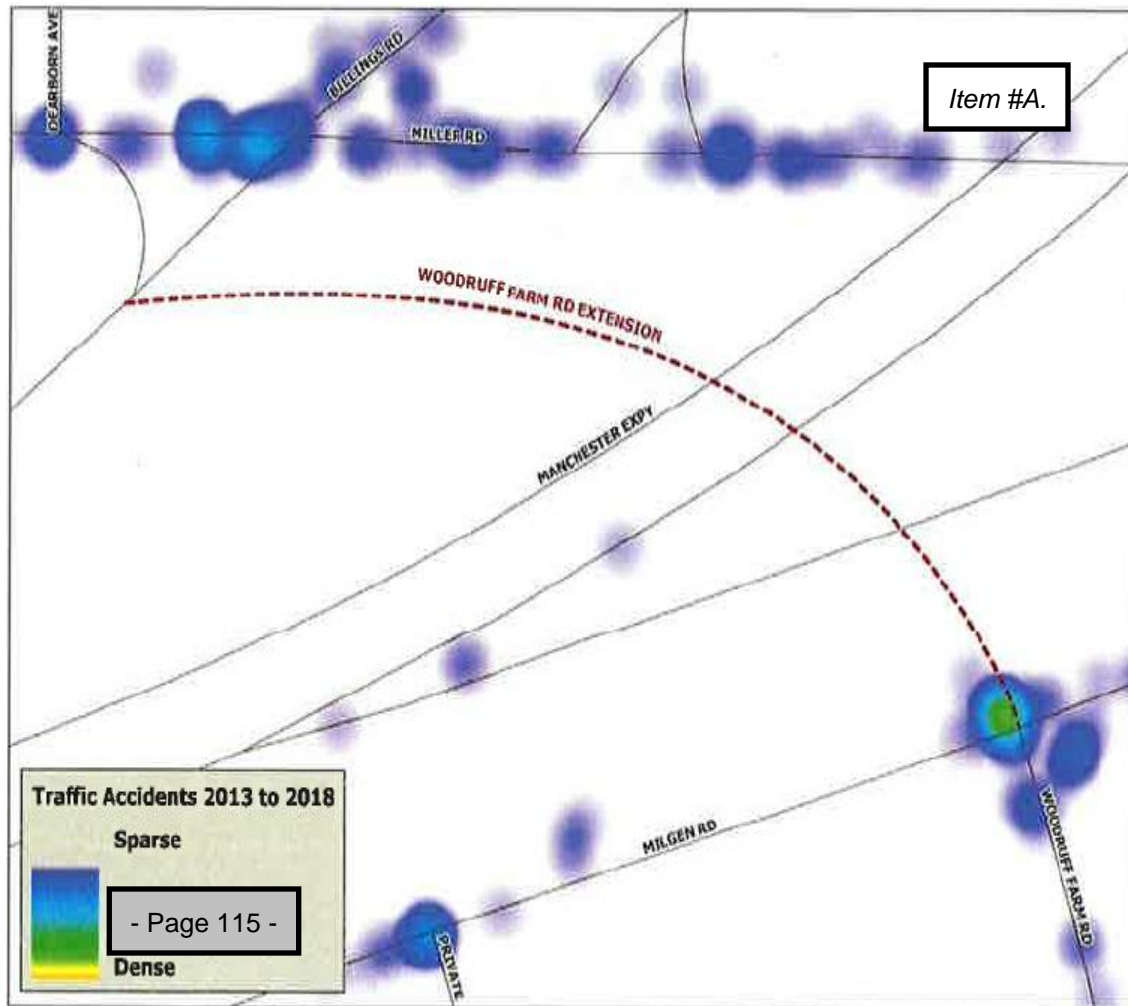 DEARBORN AVE
BILLINGS RD
Item #A.
MILLER RD
WOODRUFF FARM RD EXTENSION
MANCHESTER EXPY
MILGEN RD
WOODRUFF FARM RD
PRIVATE
Traffic Accidents 2013 to 2018
Sparse
- Page 115 -
Dense